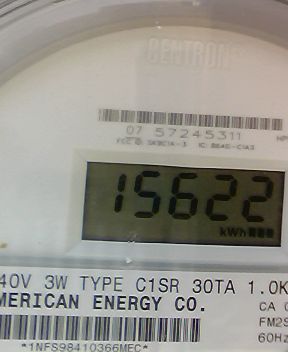 CENTRON
07 57245311
15622
kWh
40V 3W TYPE C1SR 30TA 1.0K
MERICAN ENERGY CO.
CA
FM2S
60Hz
*1NFS98410366MEC*